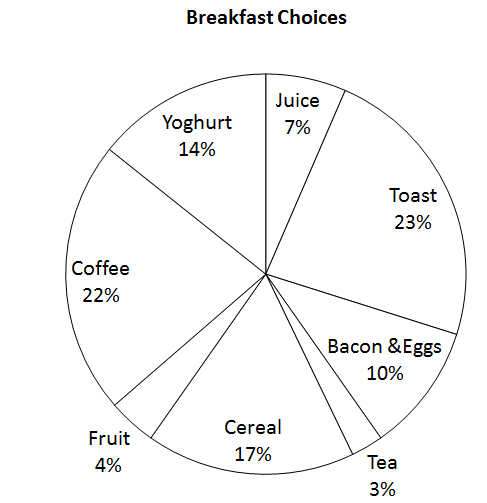 Breakfast Choices
Juice
7%
Toast
23%
Bacon &Eggs
10%
Tea
3%
Cereal
17%
Fruit
4%
Coffee
22%
Yoghurt
14%